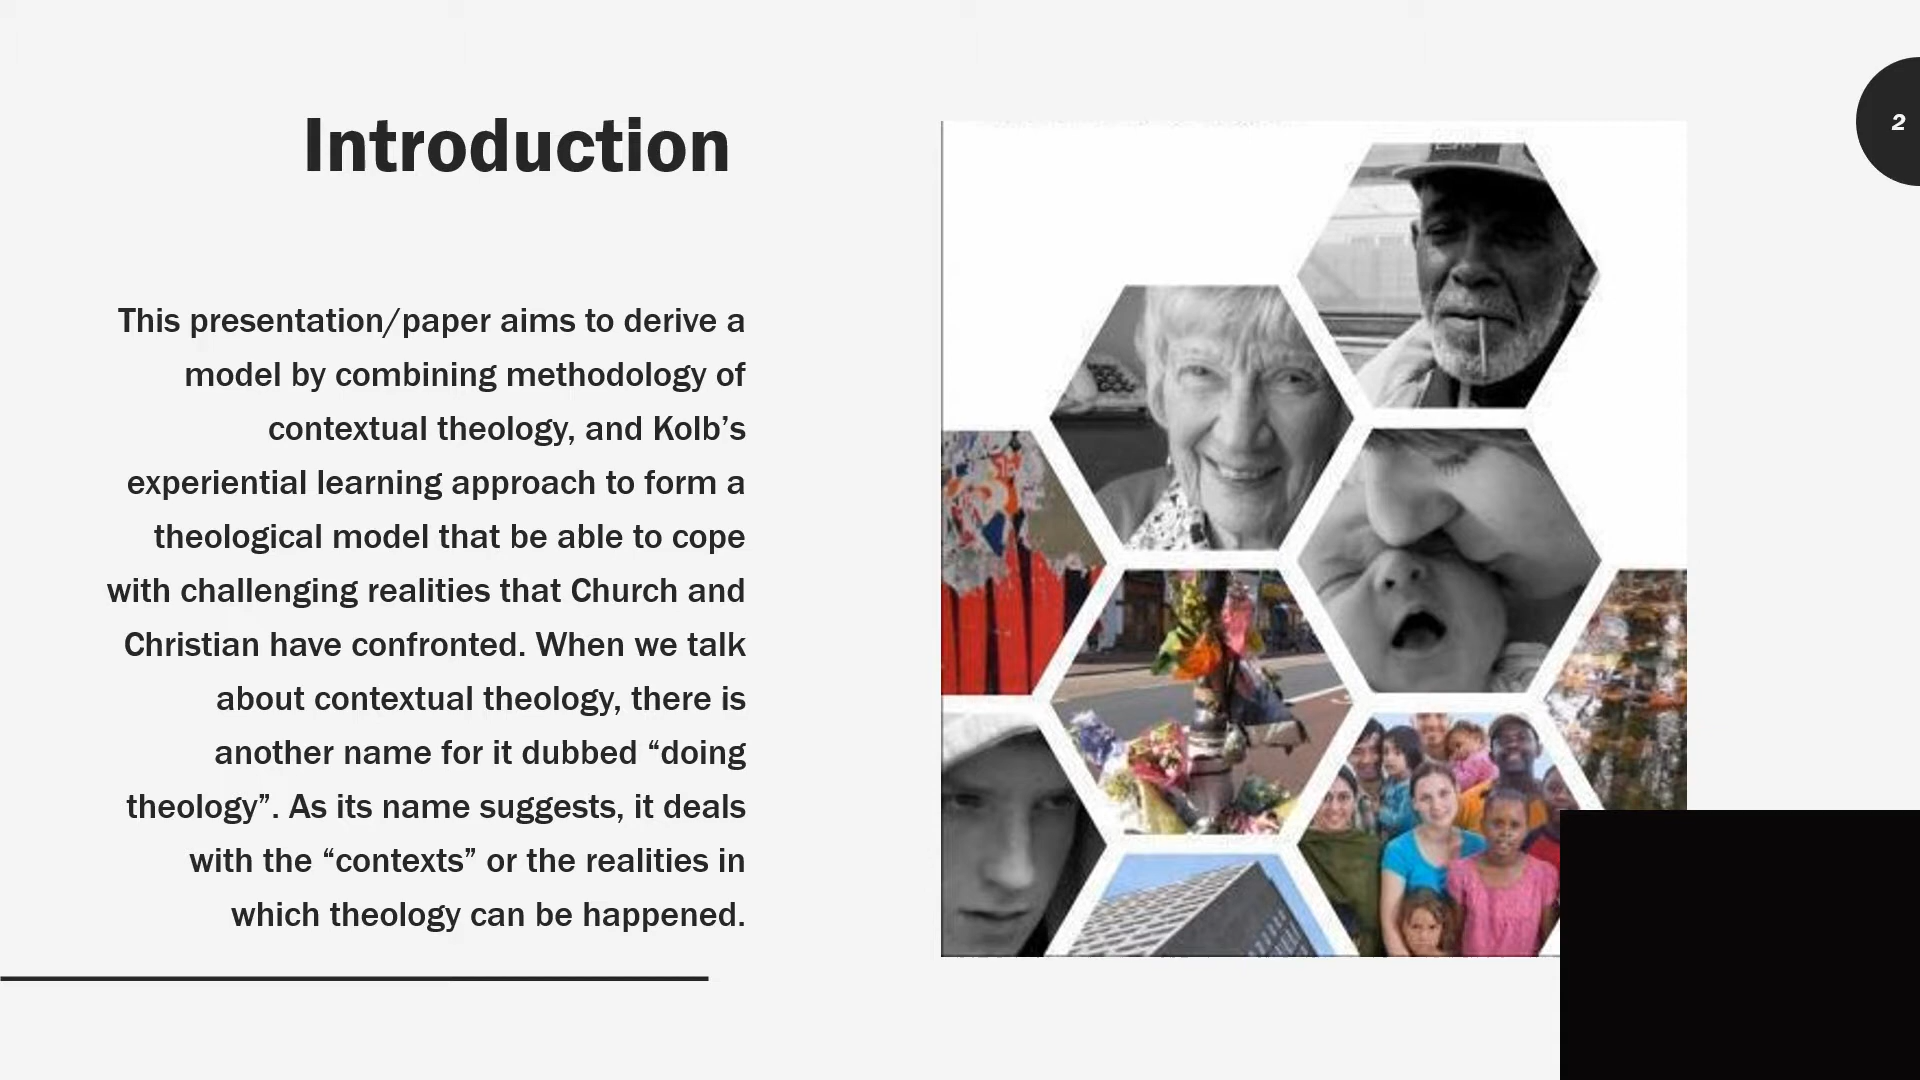 Introduction
2
This presentation/paper aims to derive a
model by combining methodology of
contextual theology, and Kolb’s
experiential learning approach to form a
theological model that be able to cope
with challenging realities that Church and
Christian have confronted. When we talk
about contextual theology, there is
another name for it dubbed “doing
theology”. As its name suggests, it deals
with the “contexts” or the realities in
which theology can be happened.